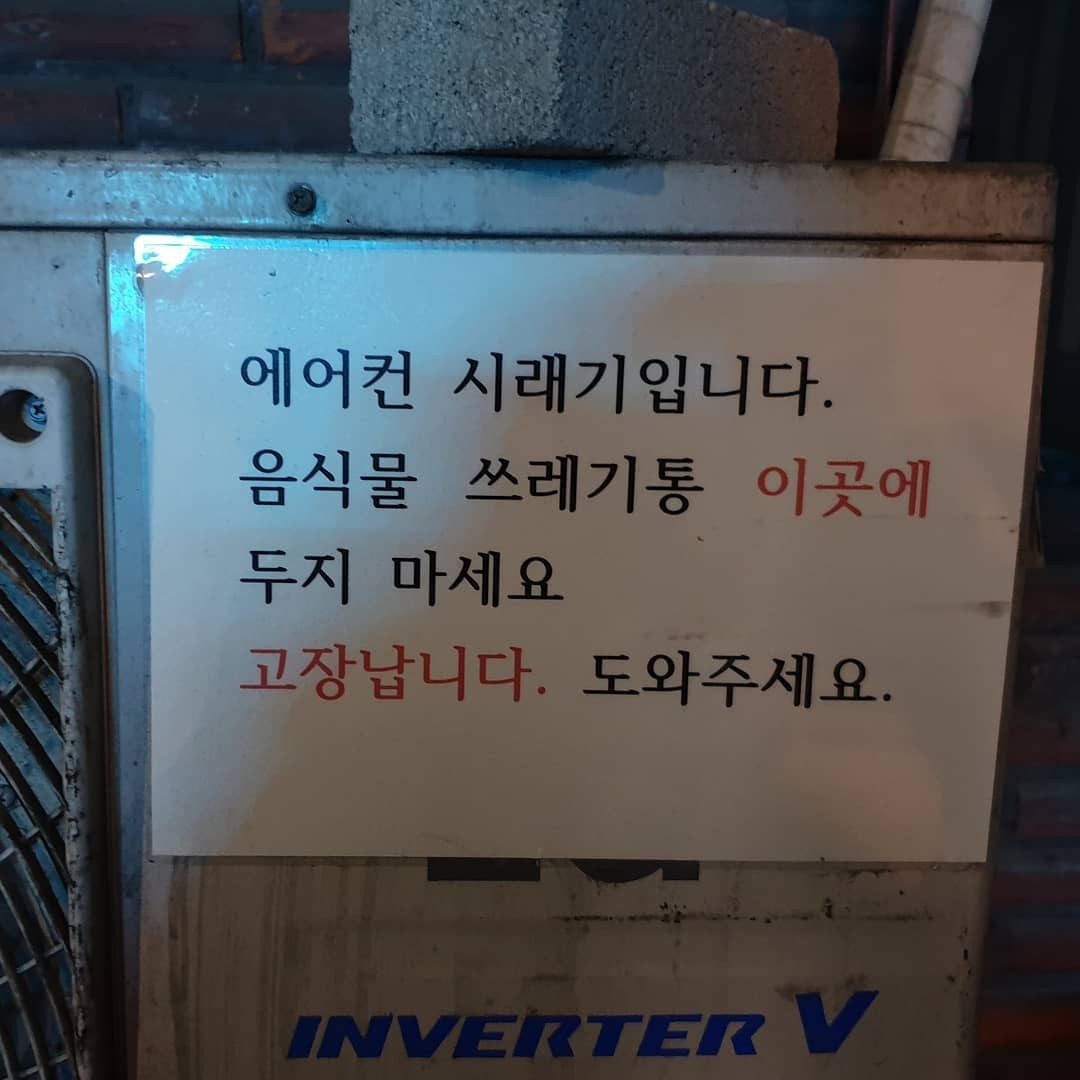 에어컨 시래기입니다.
음식물 쓰레기통 이곳에
두지 마세요
고장납니다. 도와주세요.
INVERTER V